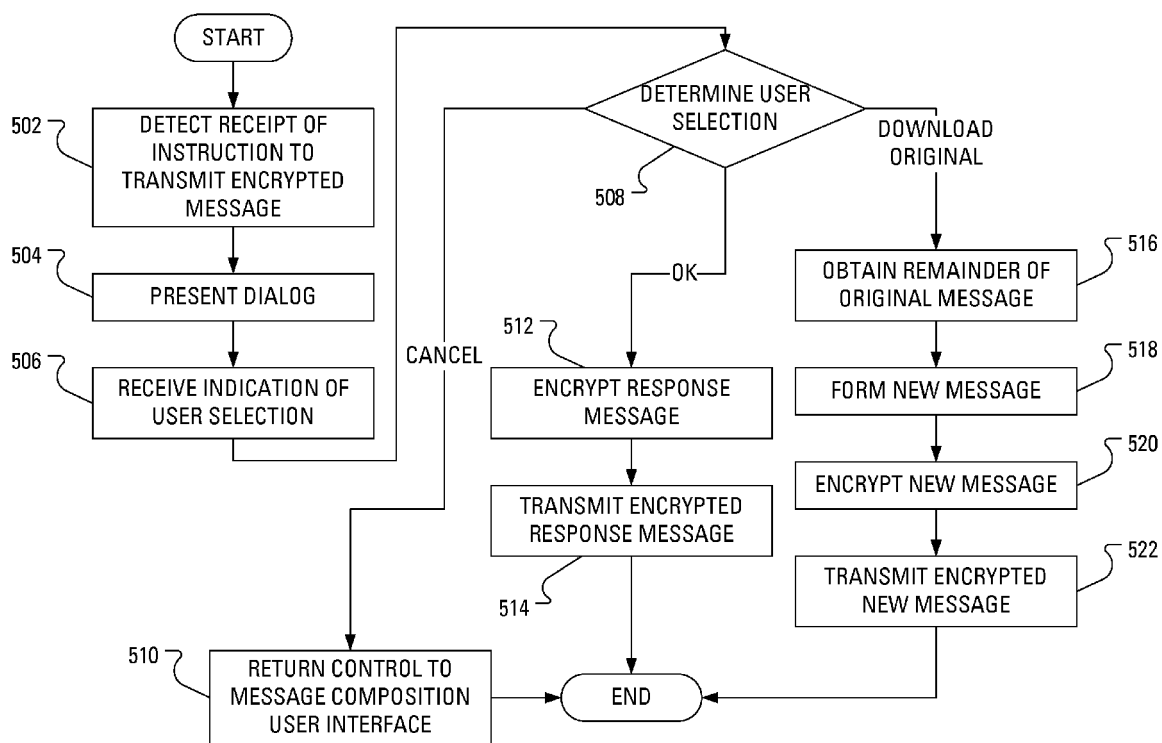 START
502
DETECT RECEIPT OF
INSTRUCTION TO
TRANSMIT ENCRYPTED
MESSAGE
504
PRESENT DIALOG
506
RECEIVE INDICATION OF
USER SELECTION
DETERMINE USER
SELECTION
508
CANCEL
OK
DOWNLOAD
ORIGINAL
510
RETURN CONTROL TO
MESSAGE COMPOSITION
USER INTERFACE
512
ENCRYPT RESPONSE
MESSAGE
TRANSMIT ENCRYPTED
RESPONSE MESSAGE
514
516
OBTAIN REMAINDER OF
ORIGINAL MESSAGE
518
FORM NEW MESSAGE
520
ENCRYPT NEW MESSAGE
522
TRANSMIT ENCRYPTED
NEW MESSAGE
END